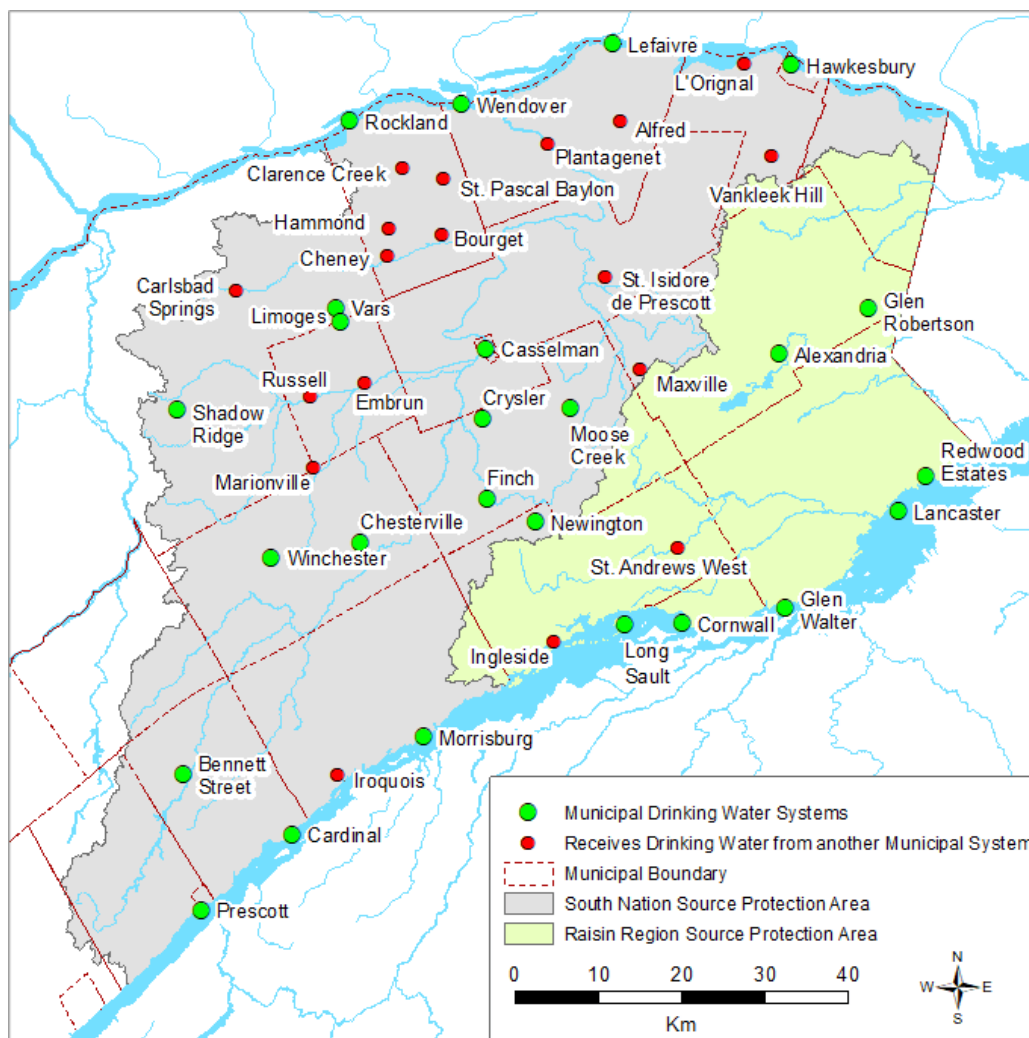 Lefaivre
L'Orignal
Hawkesbury
Wendover
Rockland
Alfred
Plantagenet
Clarence Creek
St. Pascal Baylon
Vankleek Hill
Hammond
Bourget
Cheney
Carlsbad
Springs
St. Isidore
de Prescott
Vars
Limoges
Glen
Robertson
Casselman
Alexandria
Maxville
Russell
Embrun
Crysler
Shadow
Ridge
Moose
Creek
Marionville
Redwood
Estates
Finch
Lancaster
Chesterville
Newington
Winchester
St. Andrews West
Glen
Walter
Cornwall
Ingleside
Long
Sault
Morrisburg
Bennett
Street
Iroquois
Cardinal
Prescott
Municipal Drinking Water Systems
Receives Drinking Water from another Municipal System
Municipal Boundary
South Nation Source Protection Area
Raisin Region Source Protection Area
0 10 20 30 40
Km
N
W E
S